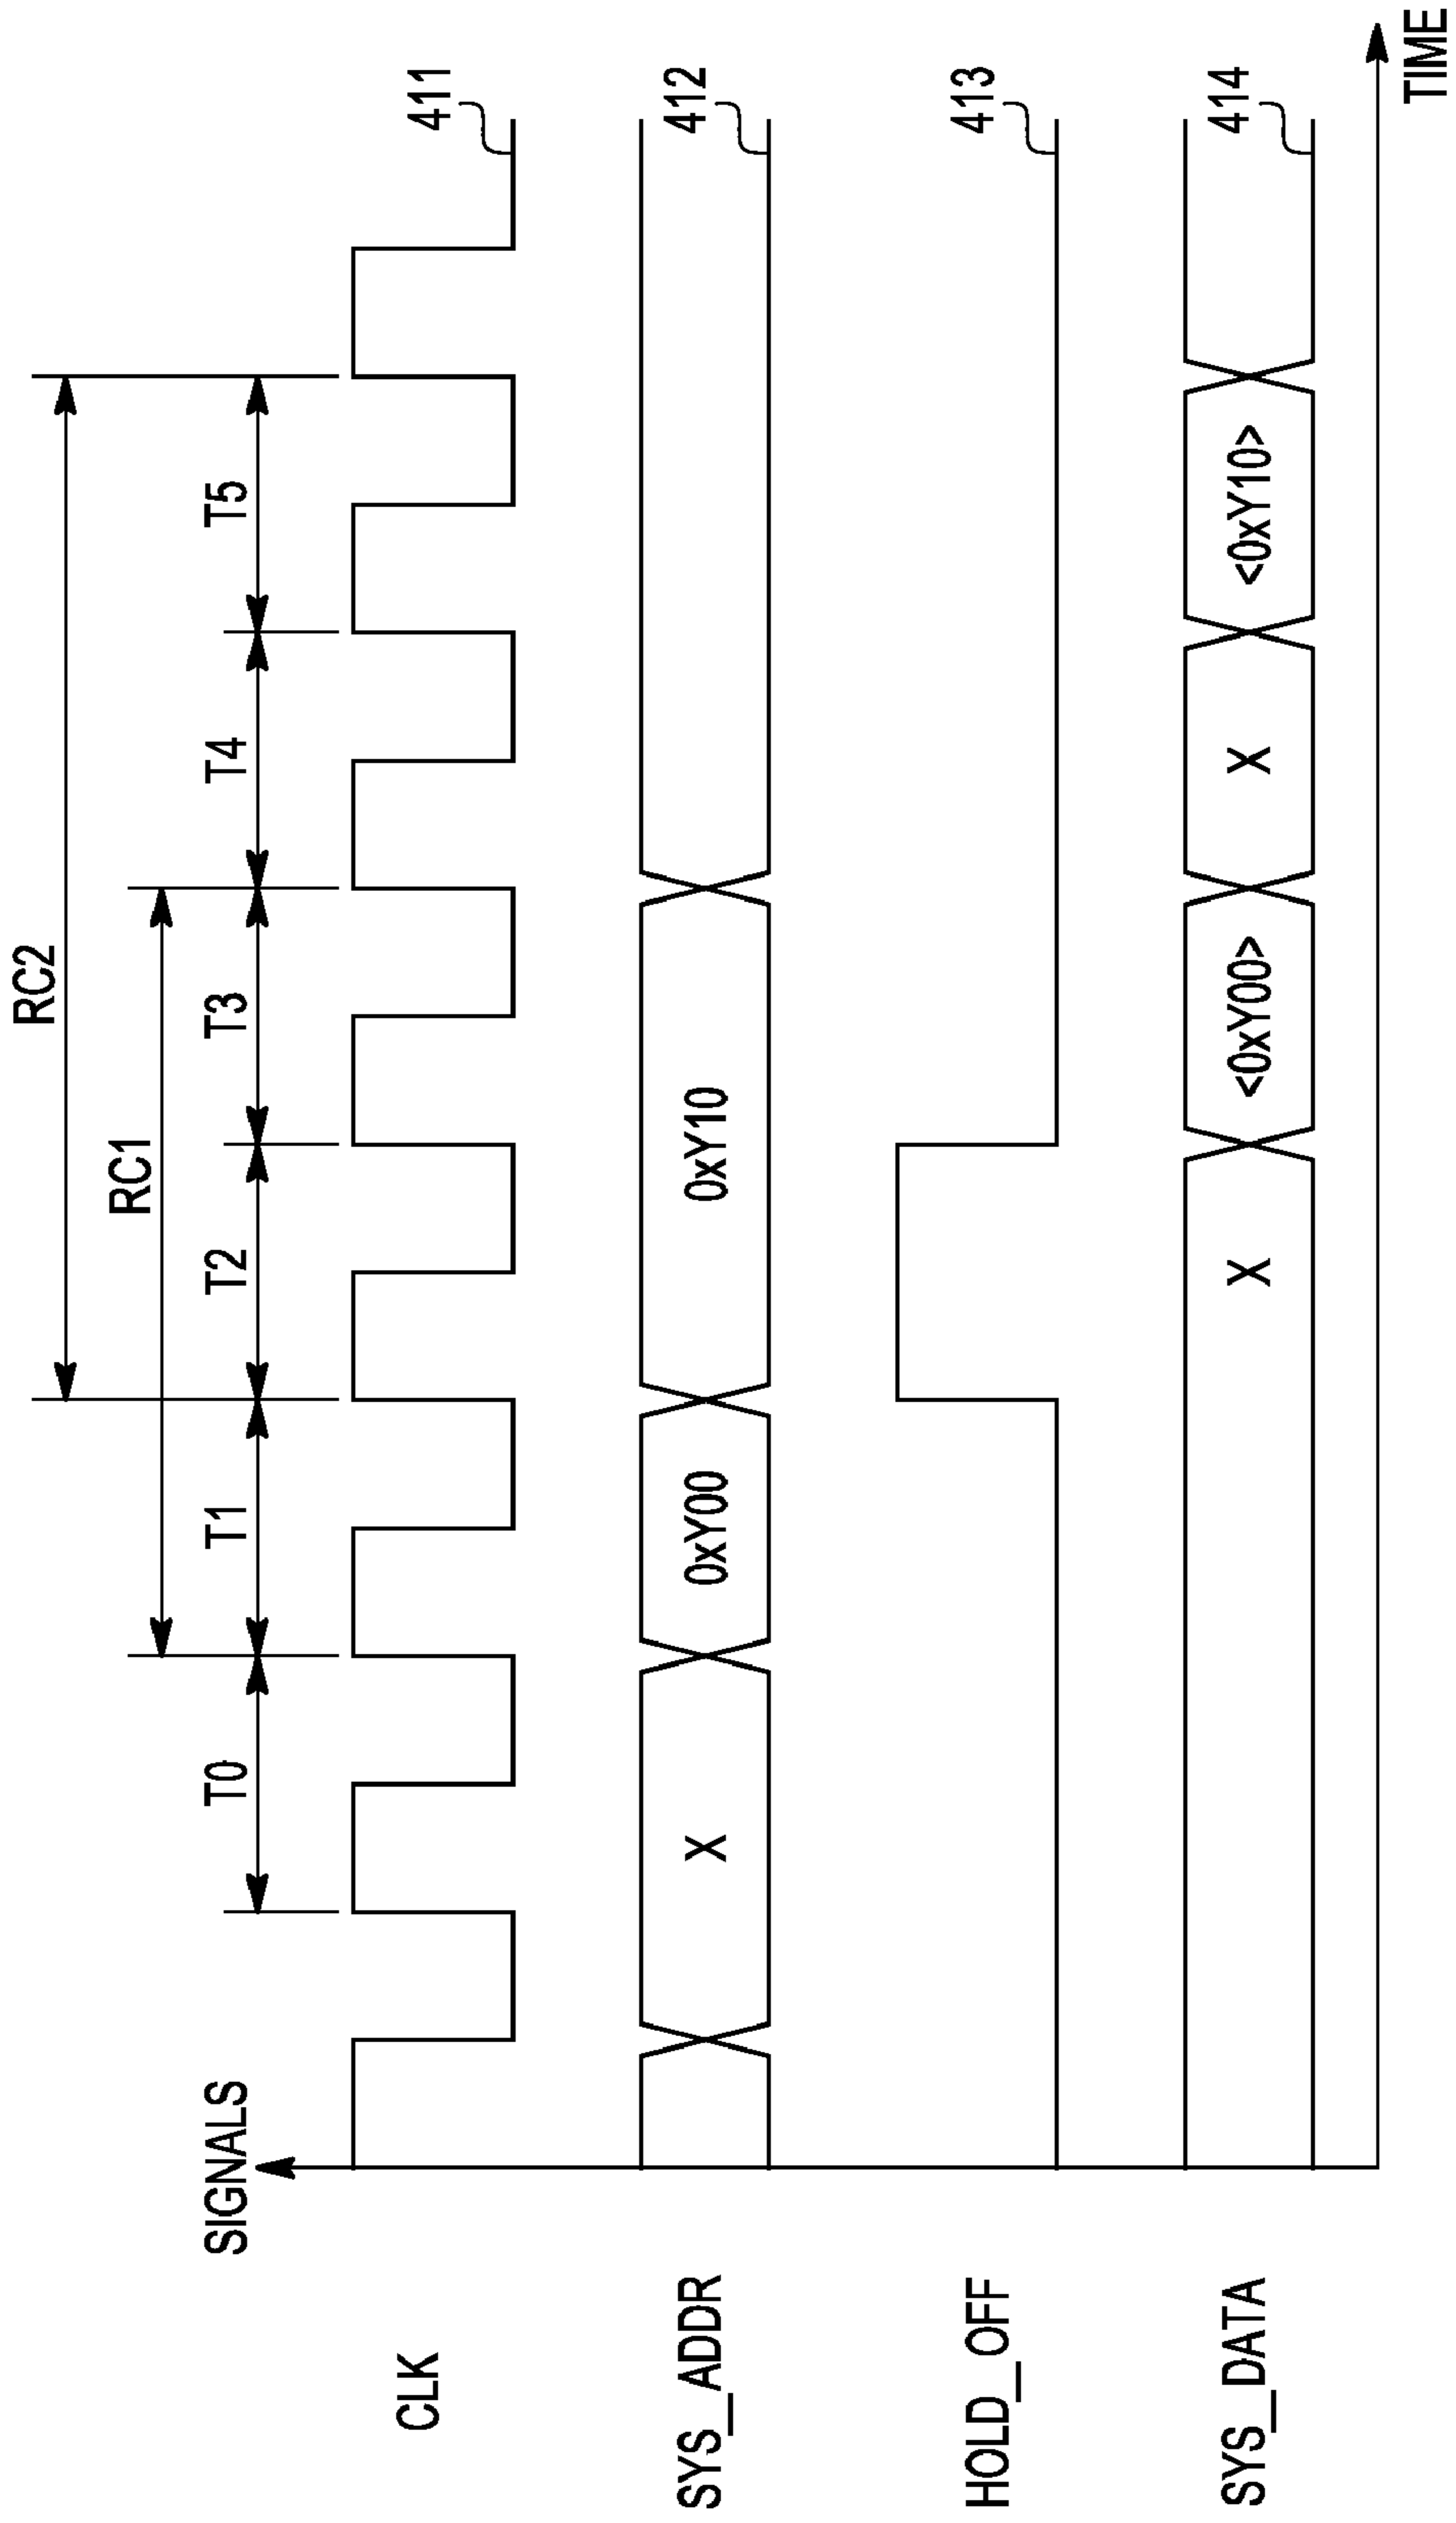 RC2
RC1
SIGNALS T0 T1 T2 T3 T4 T5
CLK 411
SYS_ADDR X 0xY00 0xY10 412
HOLD_OFF 413
SYS_DATA X <0xY00> X <0xY10> 414
TIME